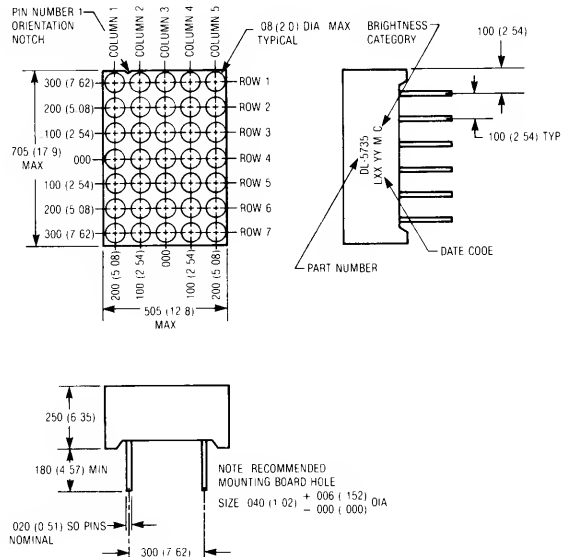 PIN NUMBER 1
ORIENTATION
NOTCH
COLUMN 1
COLUMN 2
COLUMN 3
COLUMN 4
COLUMN 5
08 (2 0) DIA MAX
TYPICAL
BRIGHTNESS
CATEGORY
100 (2 54)
300 (7 62)
ROW 1
200 (5.08)
ROW 2
100 (2 54)
ROW 3
705 (17 9)
MAX
000
ROW 4
100 (2 54)
ROW 5
200 (5 08)
ROW 6
300 (7 62)
ROW 7
200 (5 08)
100 (2 54)
000
100 (2 54)
200 (5 08)
505 (12 8)
MAX
DL-5735
LXX YY M C
100 (2 54) TYP
DATE COOE
PART NUMBER
250 (6 35)
180 (4 57) MIN
020 (0 51) SO PINS
NOMINAL
300 (7 62)
NOTE RECOMMENDED
MOUNTING BOARD HOLE
SIZE 040 (1 02) + 006 ( 152) OIA
− 000 ( 000)